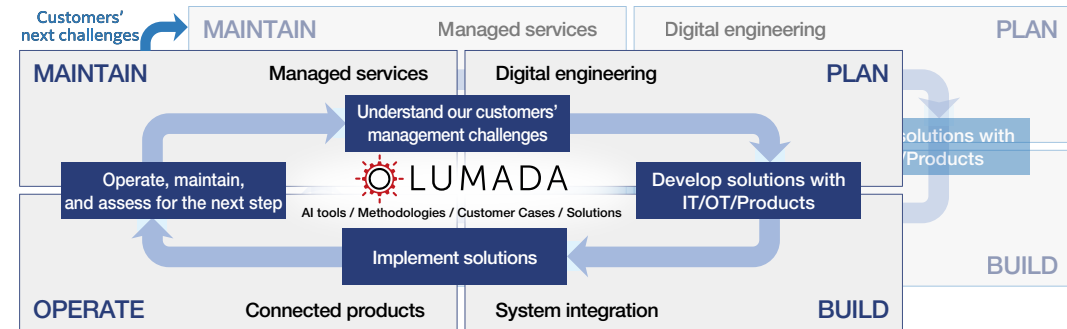 Customers'
next challenges
MAINTAIN
Managed services
Digital engineering
PLAN
MAINTAIN
Managed services
Digital engineering
PLAN
Understand our customers'
management challenges
solutions with
/Products
Operate, maintain,
and assess for the next step
LUMADA
AI tools / Methodologies / Customer Cases / Solutions
Develop solutions with
IT/OT/Products
Implement solutions
BUILD
OPERATE
Connected products
System integration
BUILD